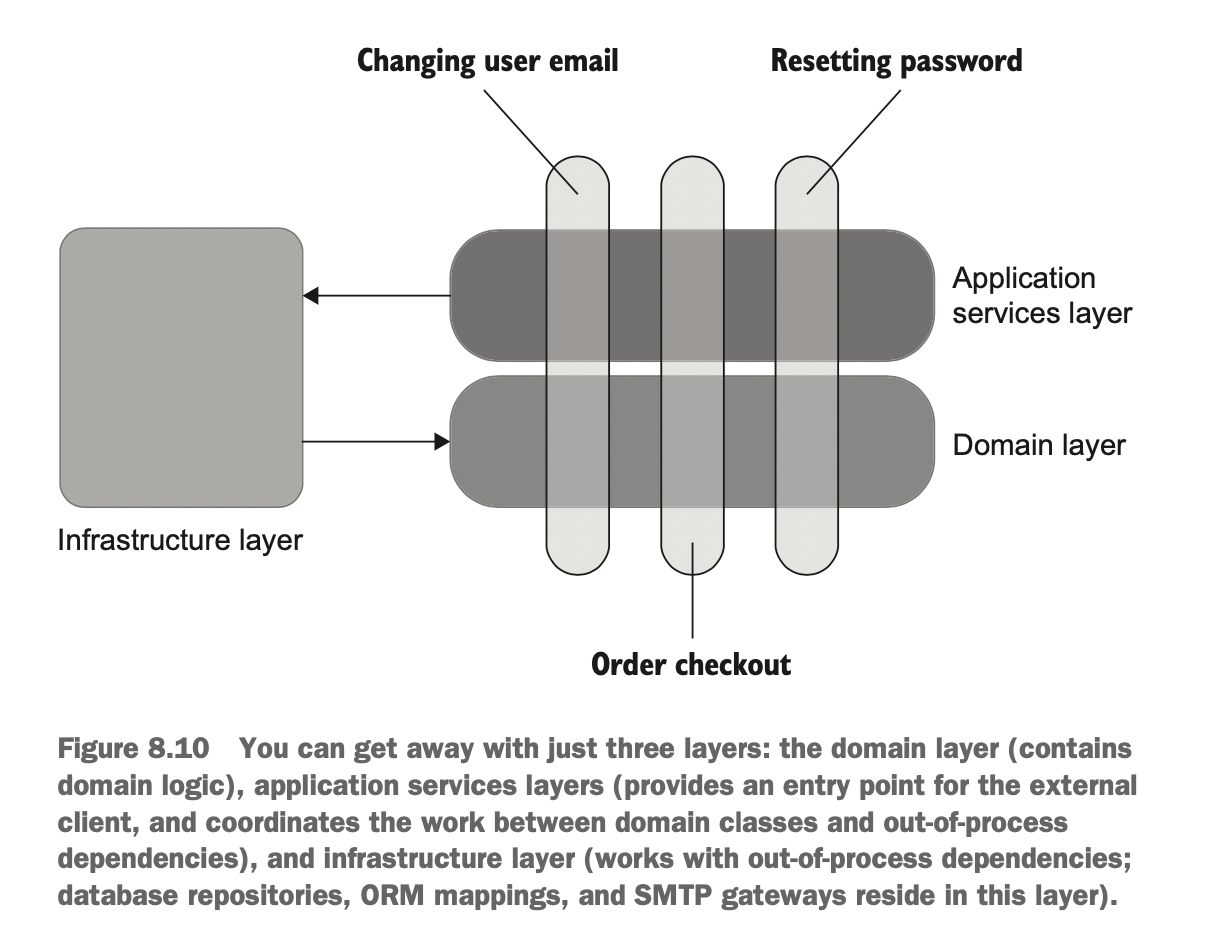 Changing user email
Resetting password
Application
services layer
Domain layer
Infrastructure layer
Order checkout
Figure 8.10 You can get away with just three layers: the domain layer (contains
domain logic), application services layers (provides an entry point for the external
client, and coordinates the work between domain classes and out-of-process
dependencies), and infrastructure layer (works with out-of-process dependencies;
database repositories, ORM mappings, and SMTP gateways reside in this layer).